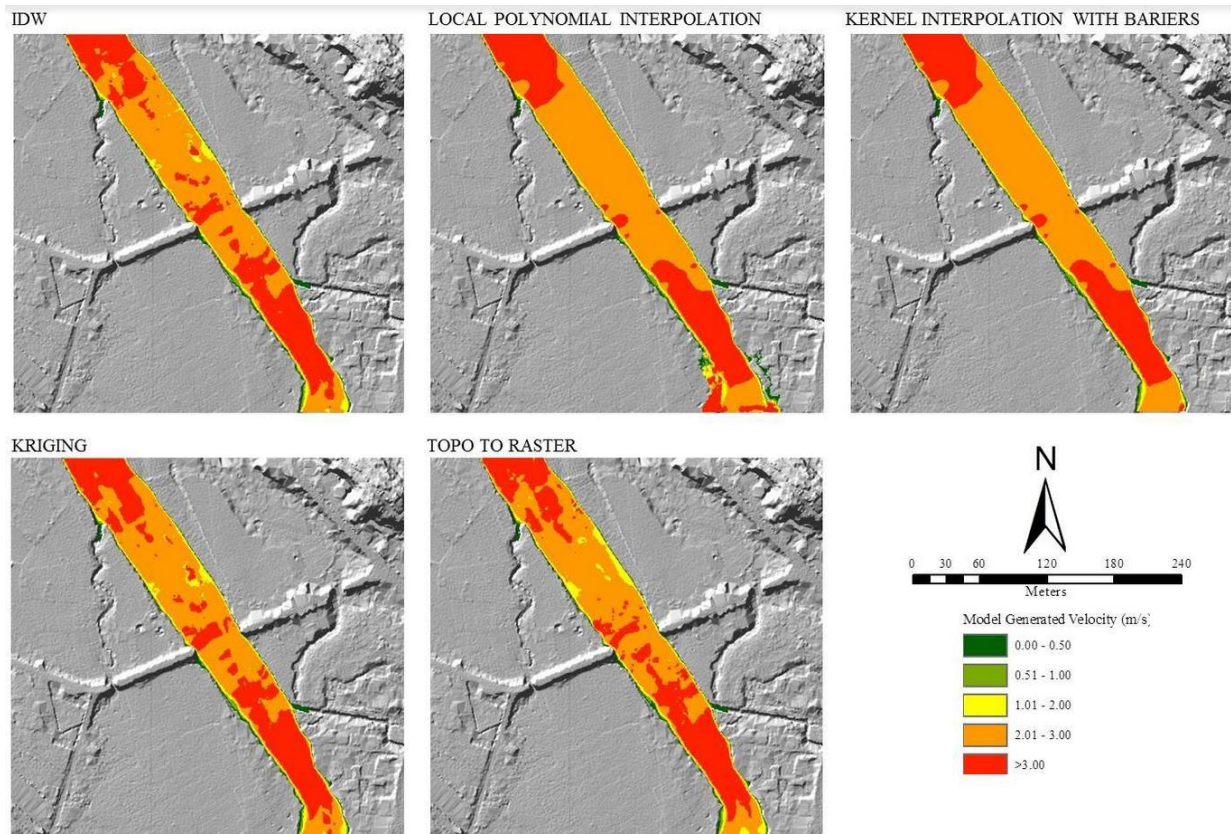 IDW
LOCAL POLYNOMIAL INTERPOLATION
KERNEL INTERPOLATION WITH BARIERS
KRIGING
TOPO TO RASTER
N
0 30 60 120 180 240
Meters
Model Generated Velocity (m/s)
0.00 - 0.50
0.51 - 1.00
1.01 - 2.00
2.01 - 3.00
>3.00